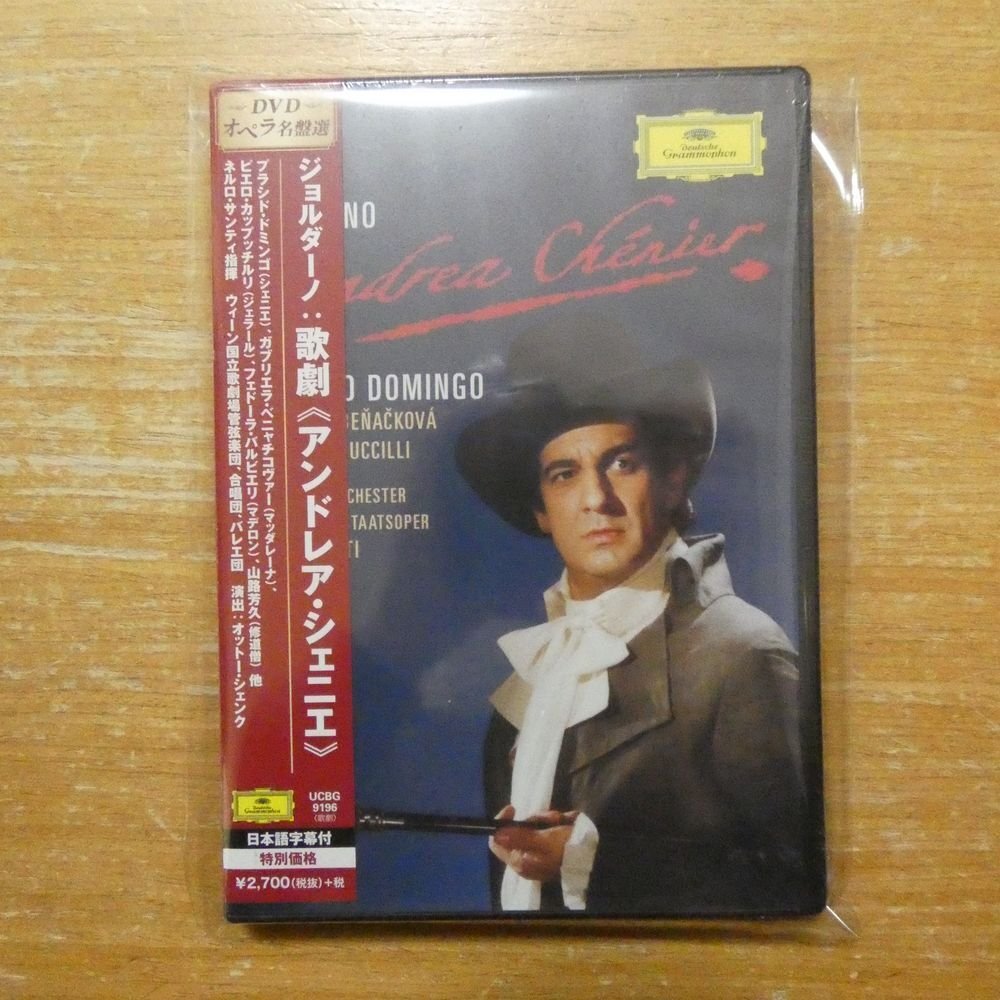 DVD
オペラ名盤選
ジョルダーノ：歌劇《アンドレア・シェニエ》
プラシド・ドミンゴ(シェニエ)、ガブリエラ・ベニャチコヴァー(マッダレーナ)、
ピエロ・カップッチルリ(ジェラール)、フェドーラ・バルビエリ(マデロン)、山路芳久(修道僧) 他
ネルロ・サンティ指揮 ウィーン国立歌劇場管弦楽団、合唱団、バレエ団 演出：オットー・シェンク
Deutsche
Grammophon
UCBG
9196
〈歌劇〉
日本語字幕付
特別価格
¥2,700(税抜)+税
Deutsche
Grammophon
NO
ndrea Chénier
O DOMINGO
BEŇAČKOVÁ
UCCILLI
CHESTER
TAATSOPER
TI